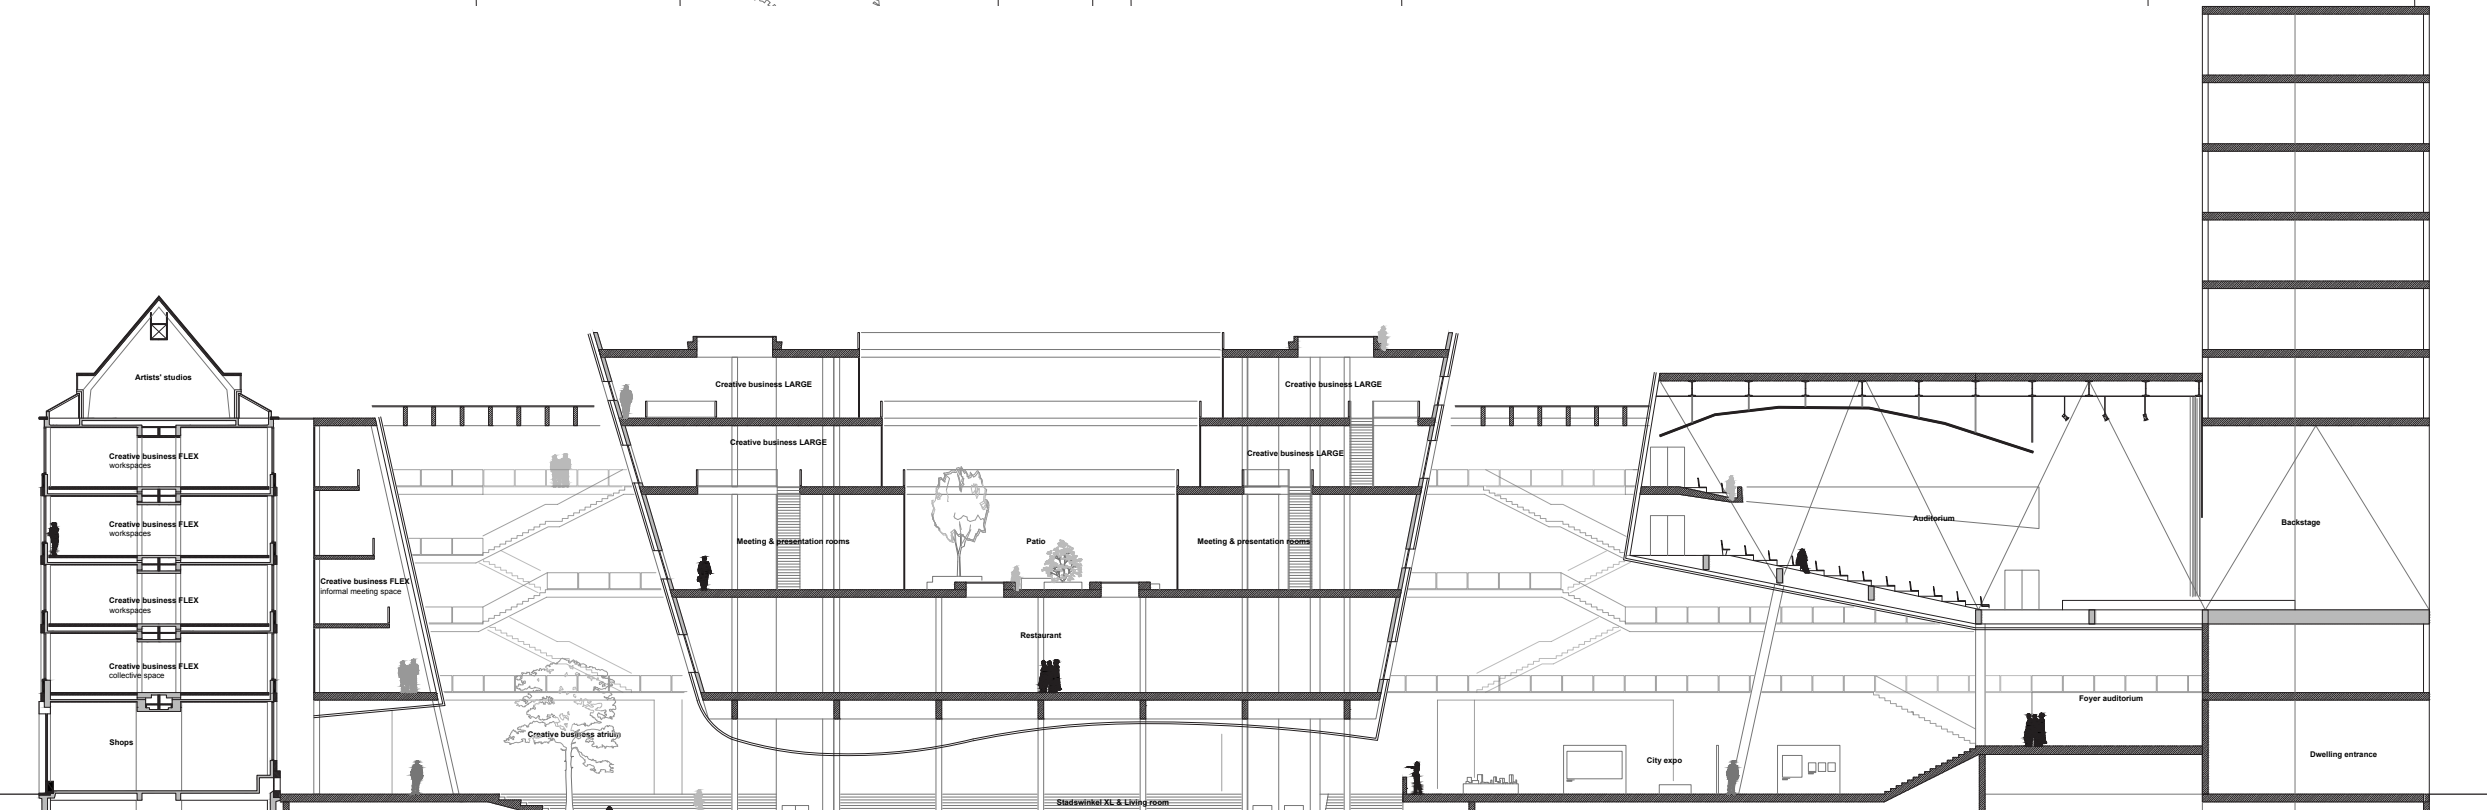 Artists' studios
Creative business LARGE
Creative business LARGE
Creative business LARGE
Creative business LARGE
Creative business FLEX
workspaces
Creative business FLEX
workspaces
Auditorium
Backstage
Meeting & presentation rooms
Patio
Meeting & presentation rooms
Creative business FLEX
informal meeting space
Creative business FLEX
workspaces
Restaurant
Creative business FLEX
collective space
Foyer auditorium
Shops
Creative business atrium
City expo
Dwelling entrance
Stadswinkel XL & Living room